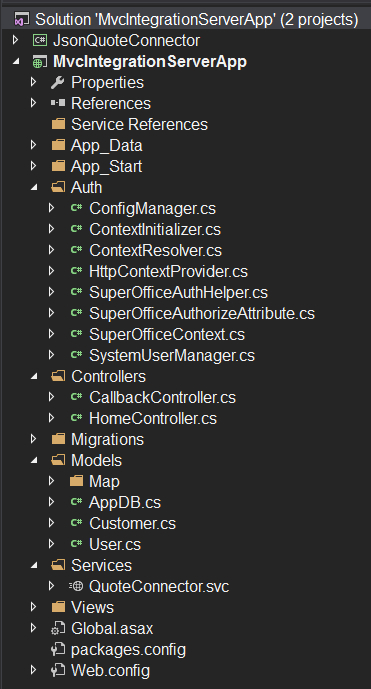 Solution 'MvcIntegrationServerApp' (2 projects)
JsonQuoteConnector
MvcIntegrationServerApp
Properties
References
Service References
App_Data
App_Start
Auth
ConfigManager.cs
ContextInitializer.cs
ContextResolver.cs
HttpContextProvider.cs
SuperOfficeAuthHelper.cs
SuperOfficeAuthorizeAttribute.cs
SuperOfficeContext.cs
SystemUserManager.cs
Controllers
CallbackController.cs
HomeController.cs
Migrations
Models
Map
AppDB.cs
Customer.cs
User.cs
Services
QuoteConnector.svc
Views
Global.asax
packages.config
Web.config